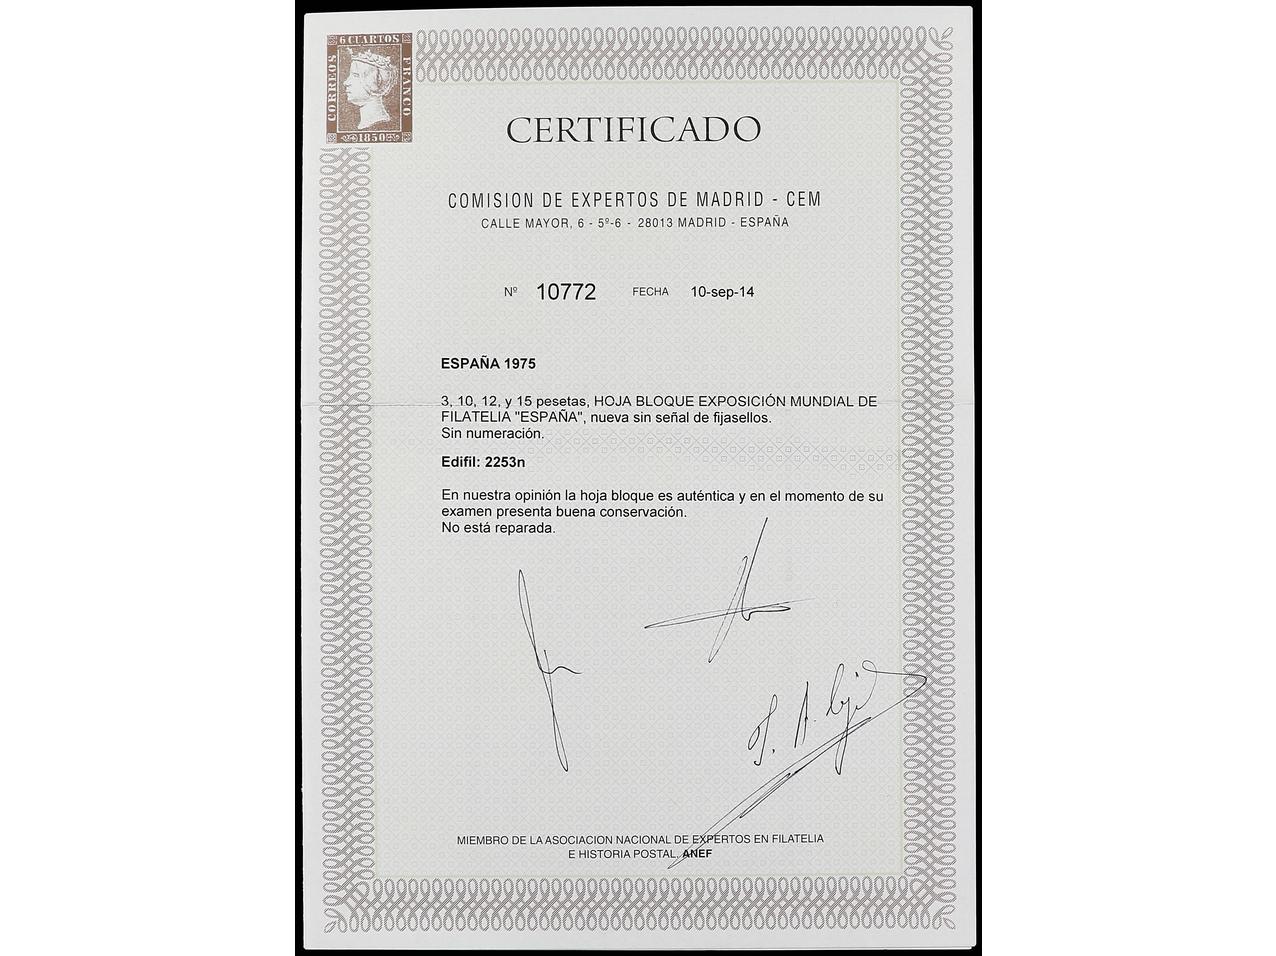 6 CUARTOS
CORREOS
FRANCO
1850
CERTIFICADO
COMISION DE EXPERTOS DE MADRID - CEM
CALLE MAYOR, 6 - 5º-6 - 28013 MADRID - ESPAÑA
Nº 10772 FECHA 10-sep-14
ESPAÑA 1975
3, 10, 12, y 15 pesetas, HOJA BLOQUE EXPOSICIÓN MUNDIAL DE
FILATELIA "ESPAÑA", nueva sin señal de fijasellos.
Sin numeración.
Edifil: 2253n
En nuestra opinión la hoja bloque es auténtica y en el momento de su
examen presenta buena conservación.
No está reparada.
MIEMBRO DE LA ASOCIACION NACIONAL DE EXPERTOS EN FILATELIA
E HISTORIA POSTAL. ANEF